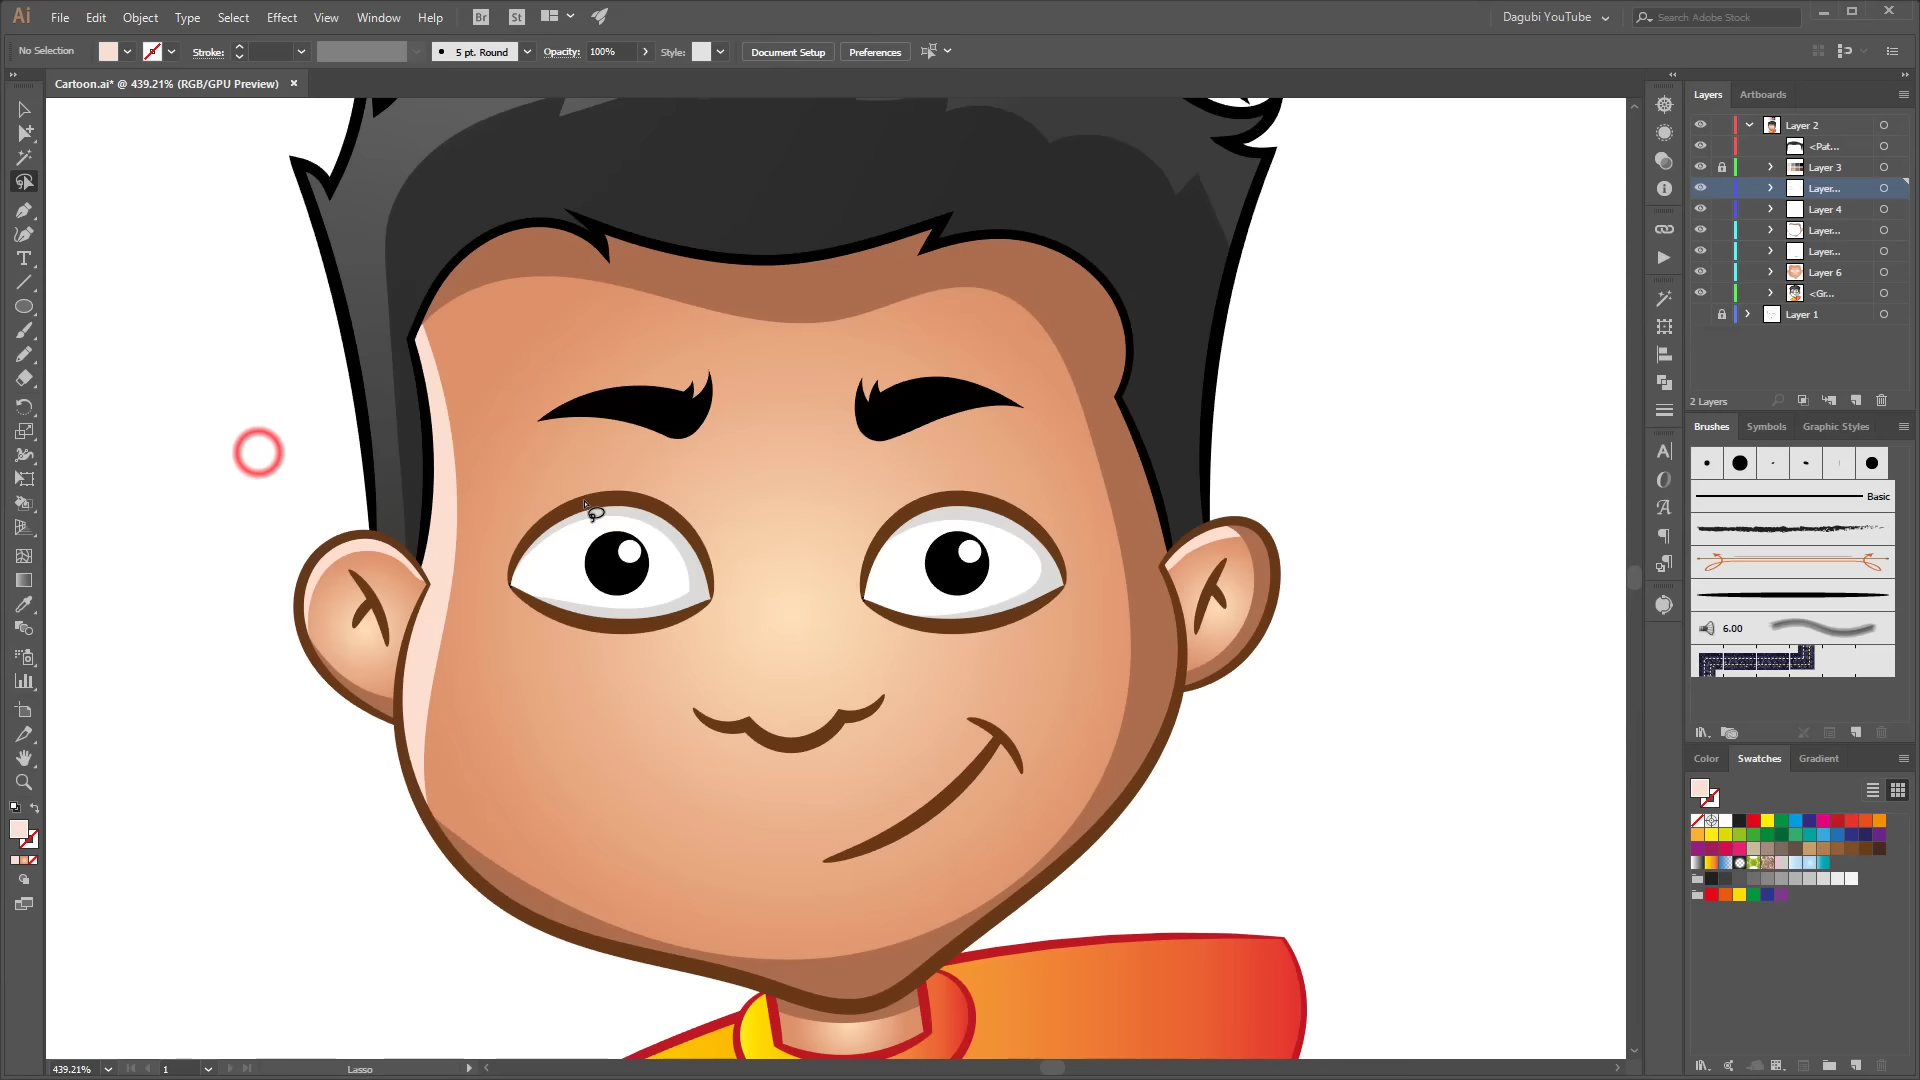 Ai File Edit Object Type Select Effect View Window Help Br St Dagubi YouTube Search Adobe Stock
No Selection Stroke: 5 pt. Round Opacity: 100% Style: Document Setup Preferences
Cartoon.ai* @ 439.21% (RGB/GPU Preview)
Layers Artboards
Layer 2
<Pat...
Layer 3
Layer...
Layer 4
Layer...
Layer...
Layer 6
<Gr...
Layer 1
2 Layers
Brushes Symbols Graphic Styles
Basic
6.00
Color Swatches Gradient
439.21% 1 Lasso